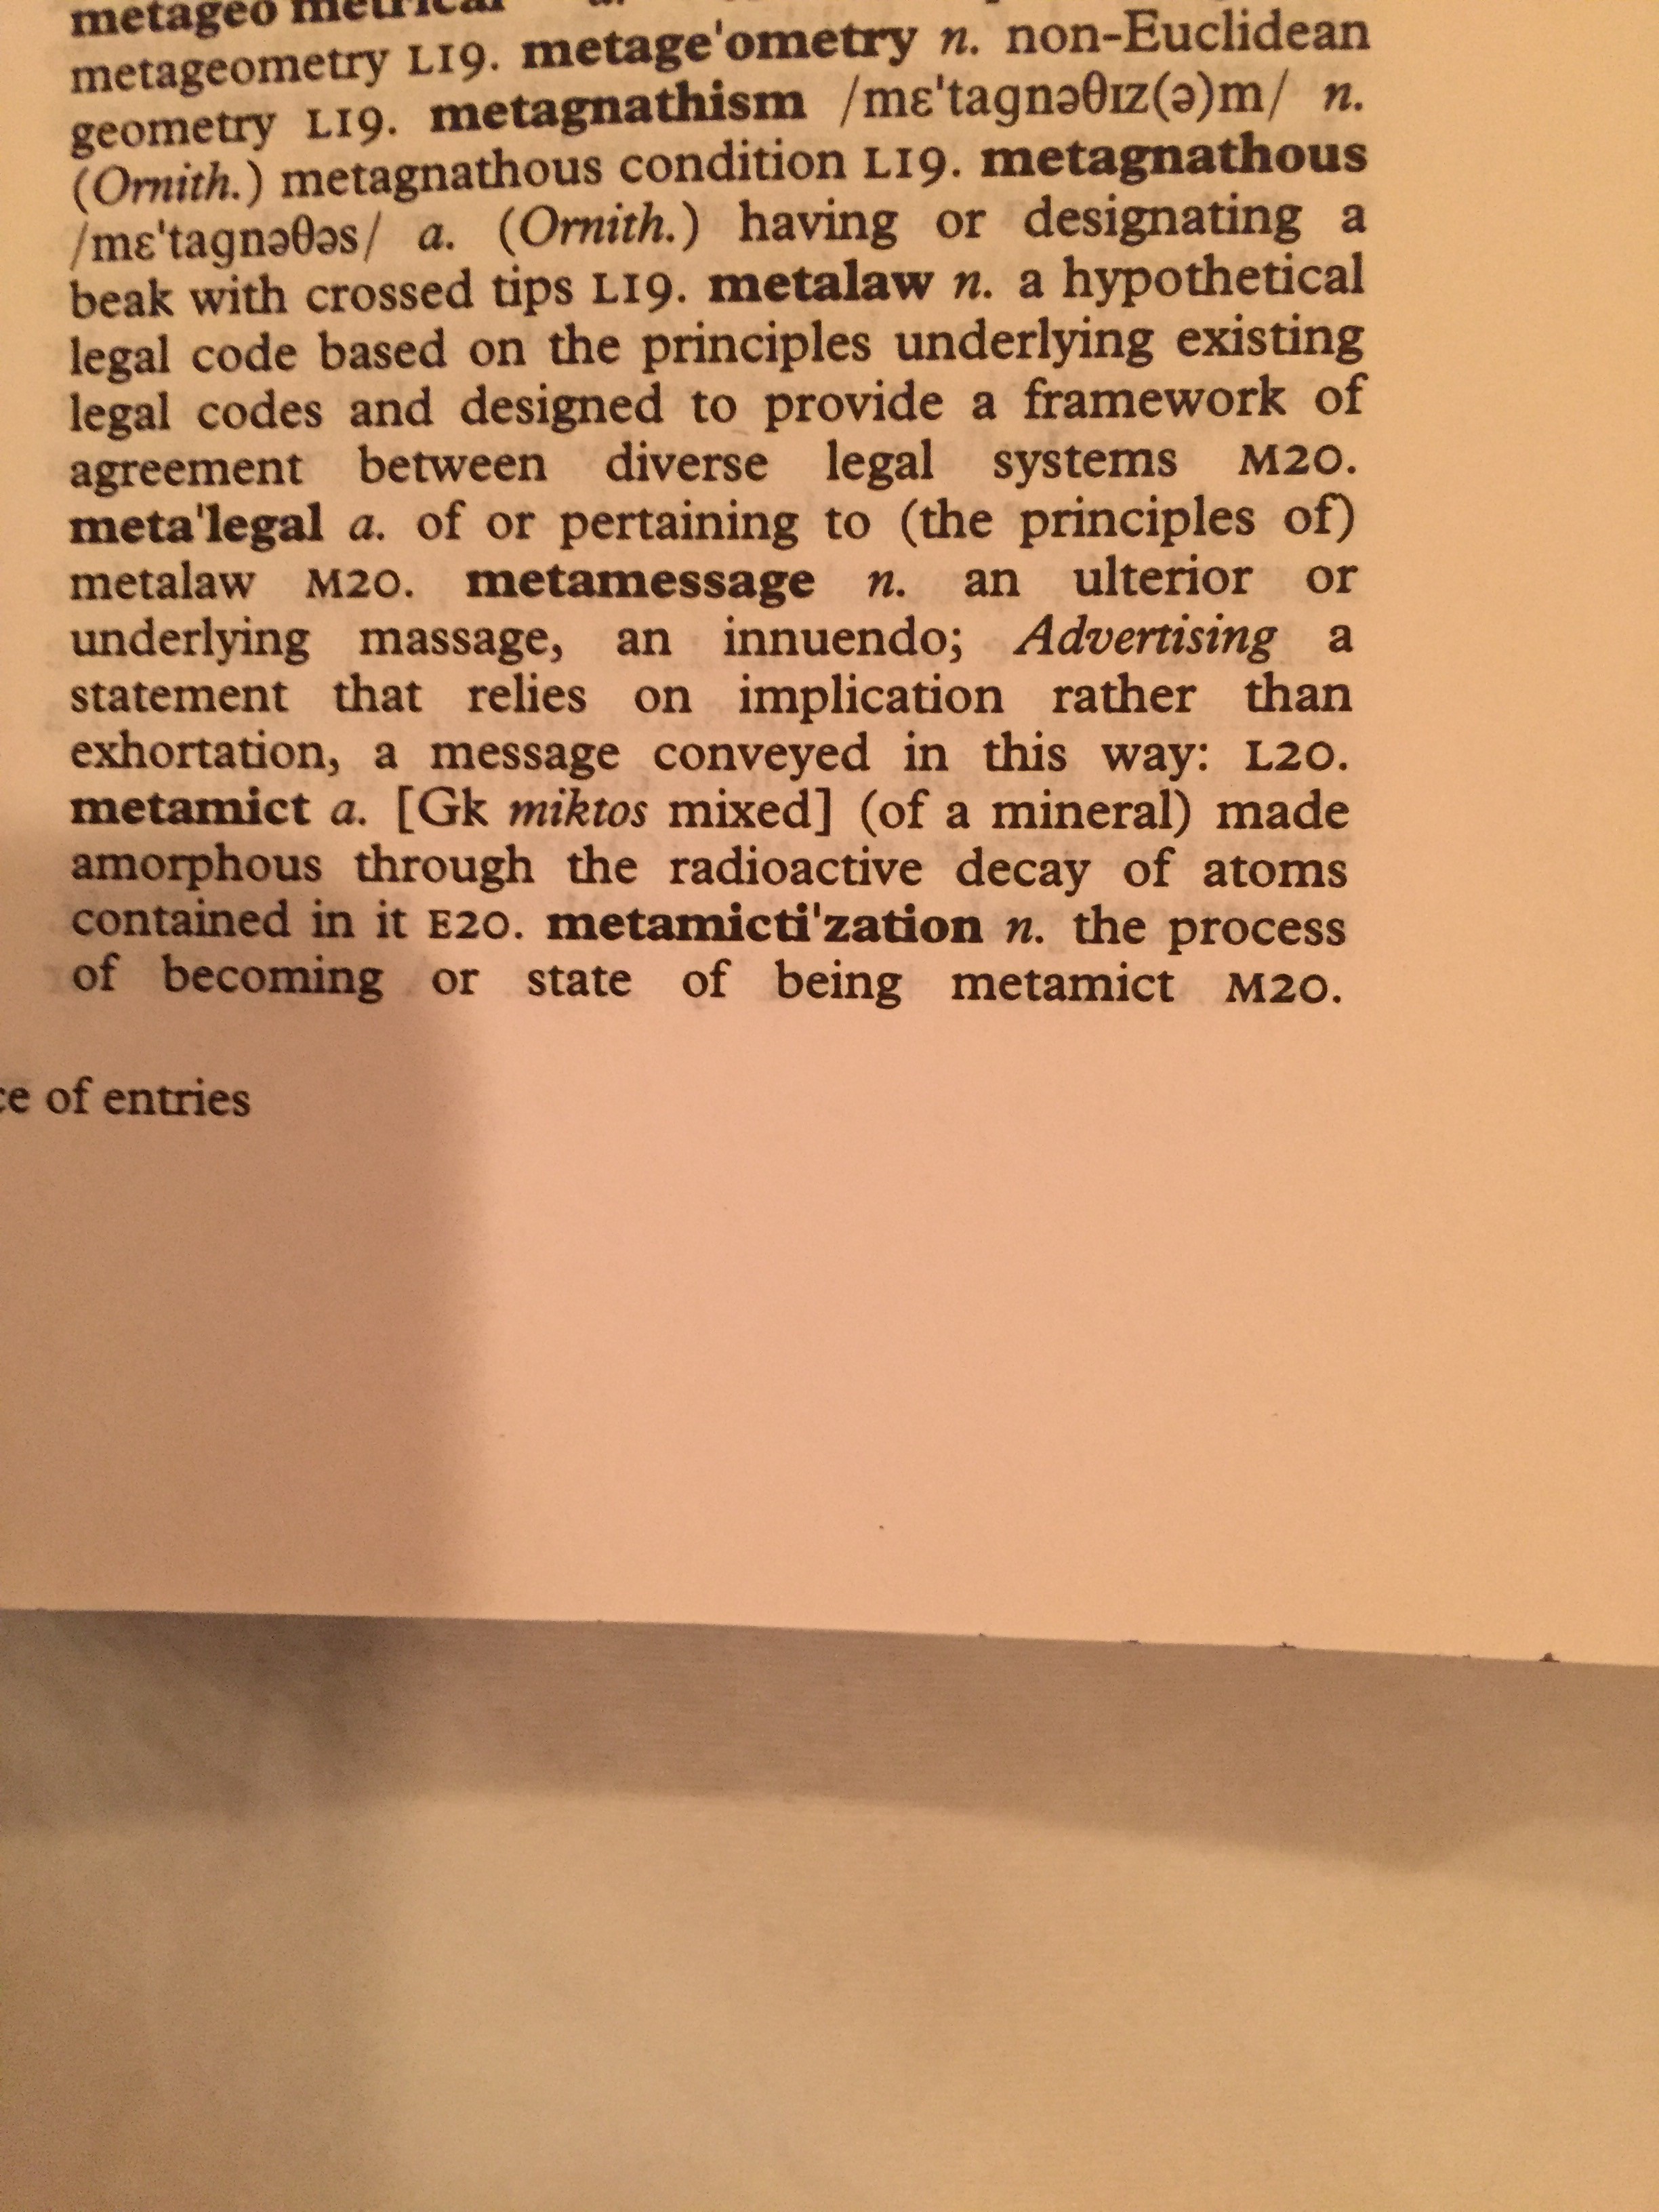 metageo'metrical a.
metageometry L19. metage'ometry n. non-Euclidean
geometry L19. metagnathism /mɛˈtagnəθɪz(ə)m/ n.
(Ornith.) metagnathous condition L19. metagnathous
/mɛˈtagnəθəs/ a. (Ornith.) having or designating a
beak with crossed tips L19. metalaw n. a hypothetical
legal code based on the principles underlying existing
legal codes and designed to provide a framework of
agreement between diverse legal systems M20.
meta'legal a. of or pertaining to (the principles of)
metalaw M20. metamessage n. an ulterior or
underlying massage, an innuendo; Advertising a
statement that relies on implication rather than
exhortation, a message conveyed in this way: L20.
metamict a. [Gk miktos mixed] (of a mineral) made
amorphous through the radioactive decay of atoms
contained in it E20. metamicti'zation n. the process
of becoming or state of being metamict M20.
of entries